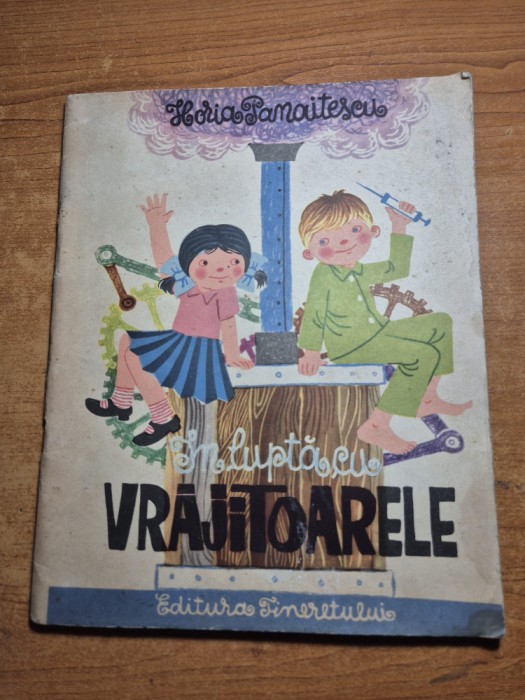 Horia Panaitescu
În luptă cu
VRĂJITOARELE
Editura Tineretului